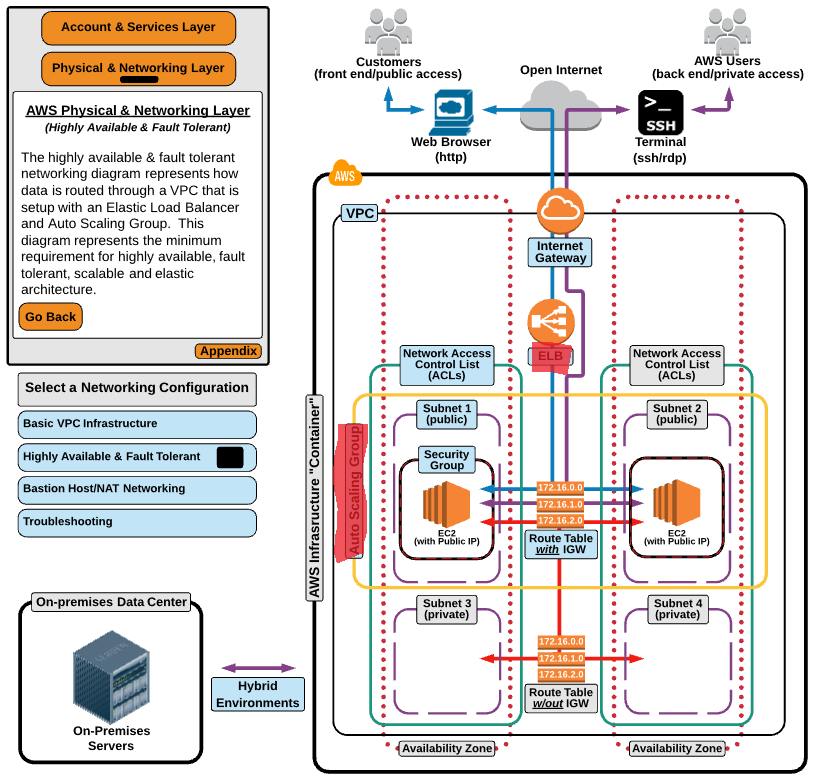 Account & Services Layer
Physical & Networking Layer
AWS Physical & Networking Layer
(Highly Available & Fault Tolerant)
The highly available & fault tolerant
networking diagram represents how
data is routed through a VPC that is
setup with an Elastic Load Balancer
and Auto Scaling Group. This
diagram represents the minimum
requirement for highly available, fault
tolerant, scalable and elastic
architecture.
Go Back
Appendix
Select a Networking Configuration
Basic VPC Infrastructure
Highly Available & Fault Tolerant
Bastion Host/NAT Networking
Troubleshooting
On-premises Data Center
On-Premises
Servers
Hybrid
Environments
Customers
(front end/public access)
Open Internet
AWS Users
(back end/private access)
Web Browser
(http)
>_
SSH
Terminal
(ssh/rdp)
AWS
VPC
Internet
Gateway
ELB
Network Access
Control List
(ACLs)
Network Access
Control List
(ACLs)
AWS Infrasructure "Container"
Auto Scaling Group
Subnet 1
(public)
Subnet 2
(public)
Security
Group
EC2
(with Public IP)
172.16.0.0
172.16.1.0
172.16.2.0
Route Table
with IGW
EC2
(with Public IP)
Subnet 3
(private)
Subnet 4
(private)
172.16.0.0
172.16.1.0
172.16.2.0
Route Table
w/out IGW
Availability Zone
Availability Zone